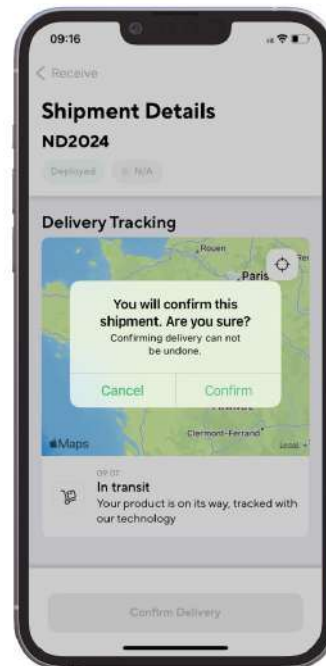 09:16
Receive
Shipment Details
ND2024
Deployed
N/A
Delivery Tracking
Rouen
Paris
You will confirm this
shipment. Are you sure?
Confirming delivery can not
be undone.
Cancel
Confirm
Clermont-Ferrand
Maps
Legal
09:07
In transit
Your product is on its way, tracked with
our technology
Confirm Delivery